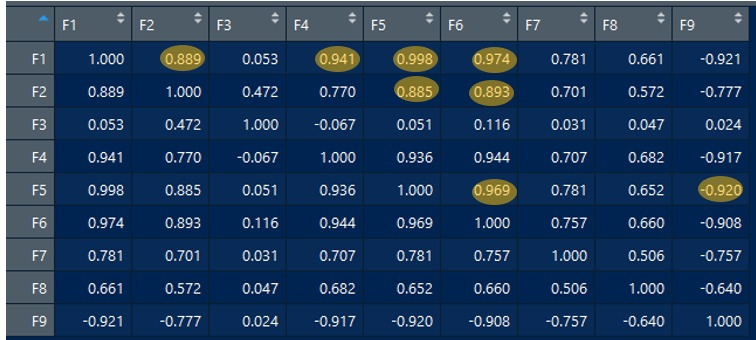 F1 F2 F3 F4 F5 F6 F7 F8 F9
F1 1.000 0.889 0.053 0.941 0.998 0.974 0.781 0.661 -0.921
F2 0.889 1.000 0.472 0.770 0.885 0.893 0.701 0.572 -0.777
F3 0.053 0.472 1.000 -0.067 0.051 0.116 0.031 0.047 0.024
F4 0.941 0.770 -0.067 1.000 0.936 0.944 0.707 0.682 -0.917
F5 0.998 0.885 0.051 0.936 1.000 0.969 0.781 0.652 -0.920
F6 0.974 0.893 0.116 0.944 0.969 1.000 0.757 0.660 -0.908
F7 0.781 0.701 0.031 0.707 0.781 0.757 1.000 0.506 -0.757
F8 0.661 0.572 0.047 0.682 0.652 0.660 0.506 1.000 -0.640
F9 -0.921 -0.777 0.024 -0.917 -0.920 -0.908 -0.757 -0.640 1.000